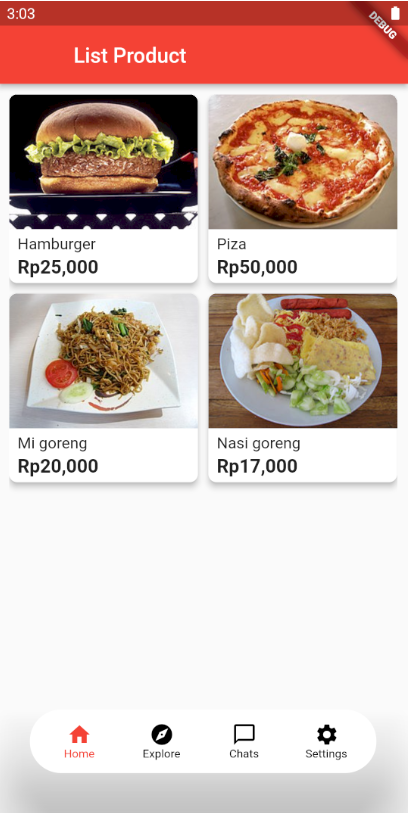 3:03
DEBUG
List Product
Hamburger
Rp25,000
Piza
Rp50,000
Mi goreng
Rp20,000
Nasi goreng
Rp17,000
Home Explore Chats Settings